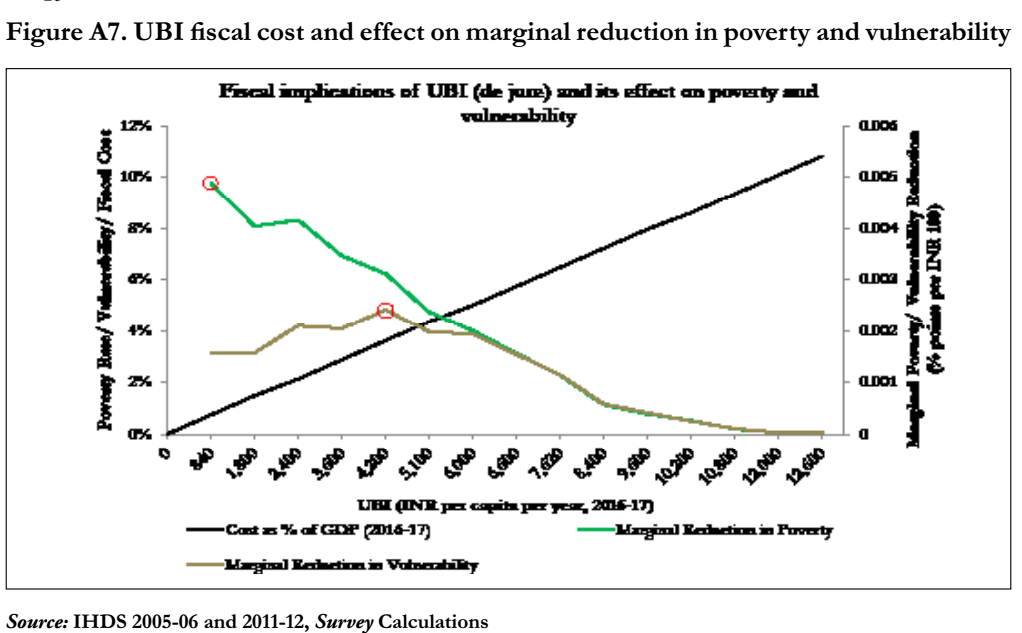 Figure A7. UBI fiscal cost and effect on marginal reduction in poverty and vulnerability
Fiscal implications of UBI (de jure) and its effect on poverty and
vulnerability
Poverty Rate/ Vulnerability/ Fiscal Cost
12%
10%
8%
6%
4%
2%
0%
0.006
0.005
0.004
0.003
0.002
0.001
0
Marginal Poverty/ Vulnerability Reduction
(% points per INR 100)
0
840
1,800
2,400
3,600
4,200
5,100
6,000
6,600
7,620
8,400
9,600
10,200
10,800
12,000
12,600
UBI (INR per capita per year, 2016-17)
Cost as % of GDP (2016-17)
Marginal Reduction in Poverty
Marginal Reduction in Vulnerability
Source: IHDS 2005-06 and 2011-12, Survey Calculations